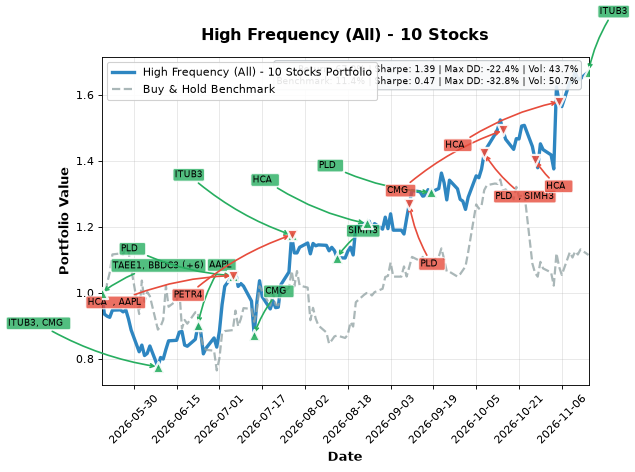 High Frequency (All) - 10 Stocks
ITUB3
High Frequency (All) - 10 Stocks Portfolio
Buy & Hold Benchmark
Sharpe: 1.39 | Max DD: -22.4% | Vol: 43.7%
Sharpe: 0.47 | Max DD: -32.8% | Vol: 50.7%
HCA
PLD
ITUB3
HCA
CMG
HCA
PLD, SIMH3
SIMH3
PLD
TAEE1, BBDC3 (+6)
AAPL
PLD
CMG
PETR4
HCA, AAPL
ITUB3, CMG
1.6
1.4
1.2
1.0
0.8
Portfolio Value
2026-05-30
2026-06-15
2026-07-01
2026-07-17
2026-08-02
2026-08-18
2026-09-03
2026-09-19
2026-10-05
2026-10-21
2026-11-06
Date